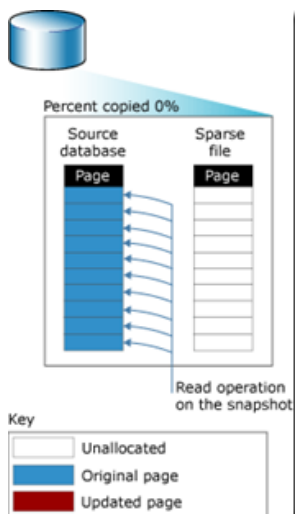 Percent copied 0%
Source database
Sparse file
Page
Page
Read operation
on the snapshot
Key
Unallocated
Original page
Updated page